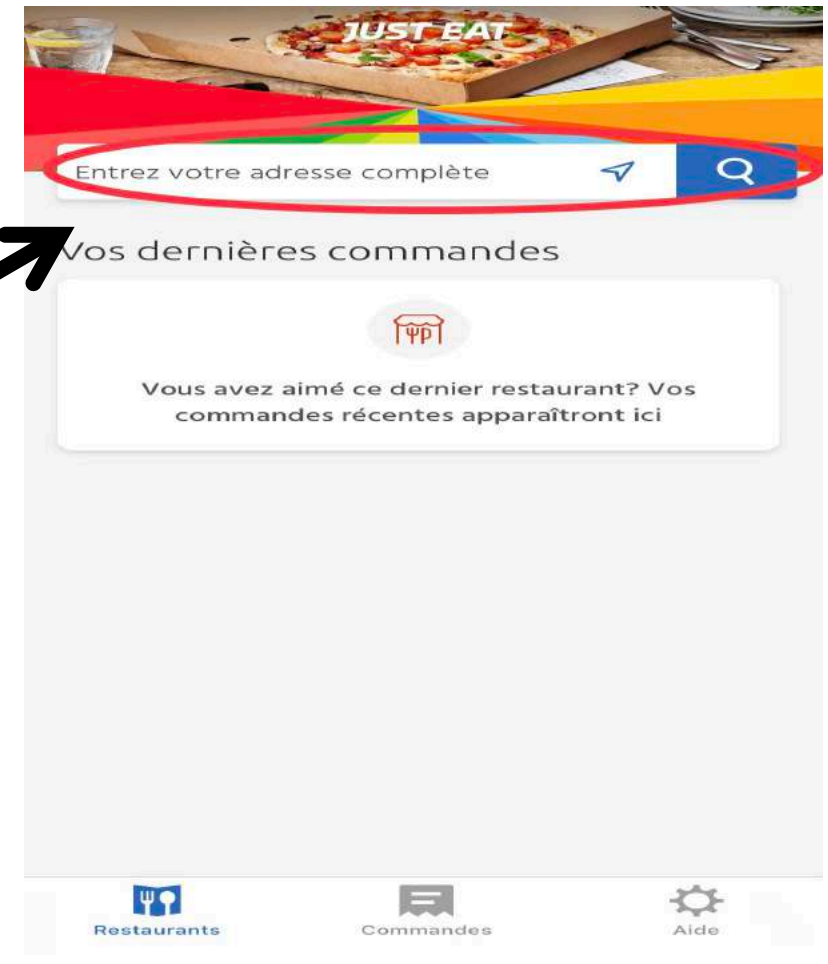 JUST EAT
Entrez votre adresse complète
Vos dernières commandes
Vous avez aimé ce dernier restaurant? Vos
commandes récentes apparaîtront ici
Restaurants Commandes Aide